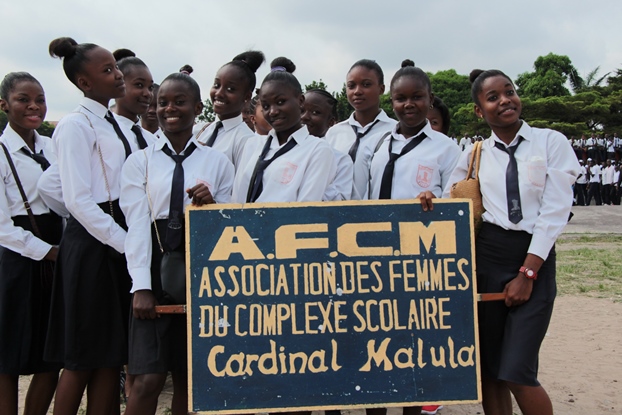 A.F.C.M
ASSOCIATION.DES FEMMES
DU COMPLEXE SCOLAIRE
Cardinal Malula